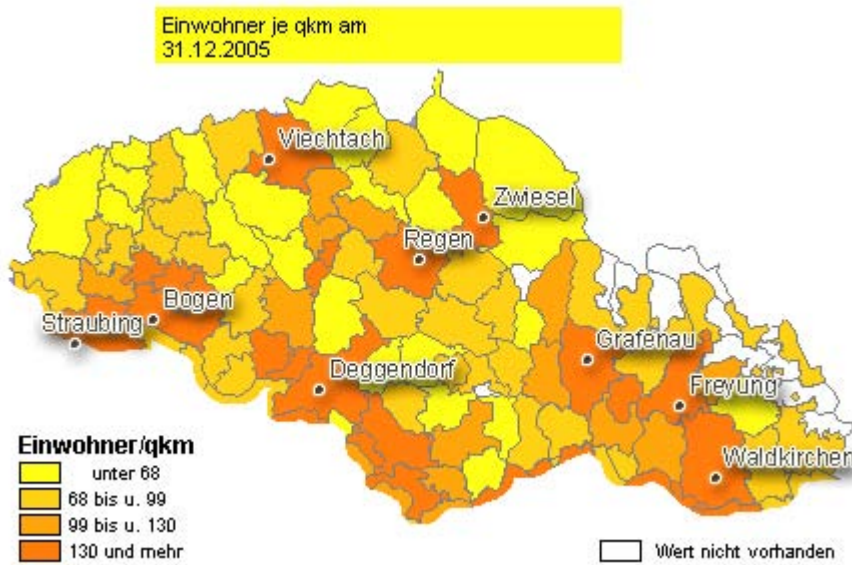 Einwohner je qkm am
31.12.2005
Viechtach
Zwiesel
Regen
Bogen
Straubing
Grafenau
Deggendorf
Freyung
Waldkirchen
Einwohner/qkm
unter 68
68 bis u. 99
99 bis u. 130
130 und mehr
Wert nicht vorhanden